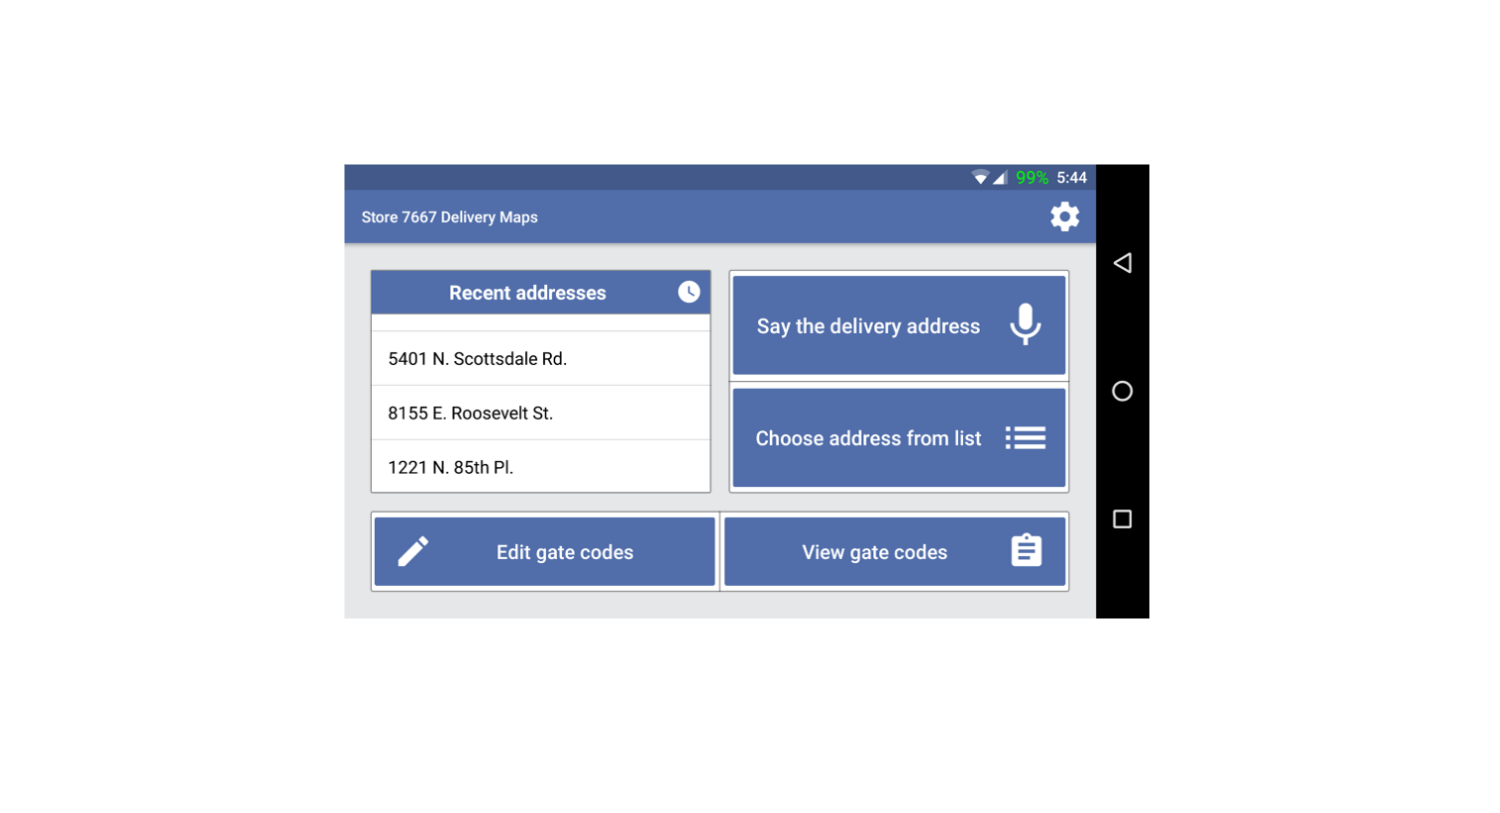 99% 5:44
Store 7667 Delivery Maps
Recent addresses
5401 N. Scottsdale Rd.
8155 E. Roosevelt St.
1221 N. 85th Pl.
Say the delivery address
Choose address from list
Edit gate codes
View gate codes